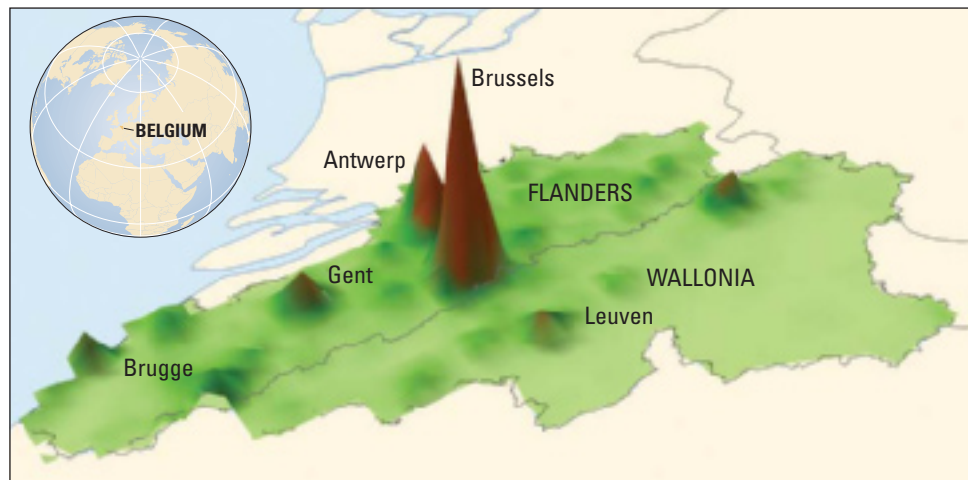 Brussels
BELGIUM
Antwerp
FLANDERS
Gent
WALLONIA
Leuven
Brugge